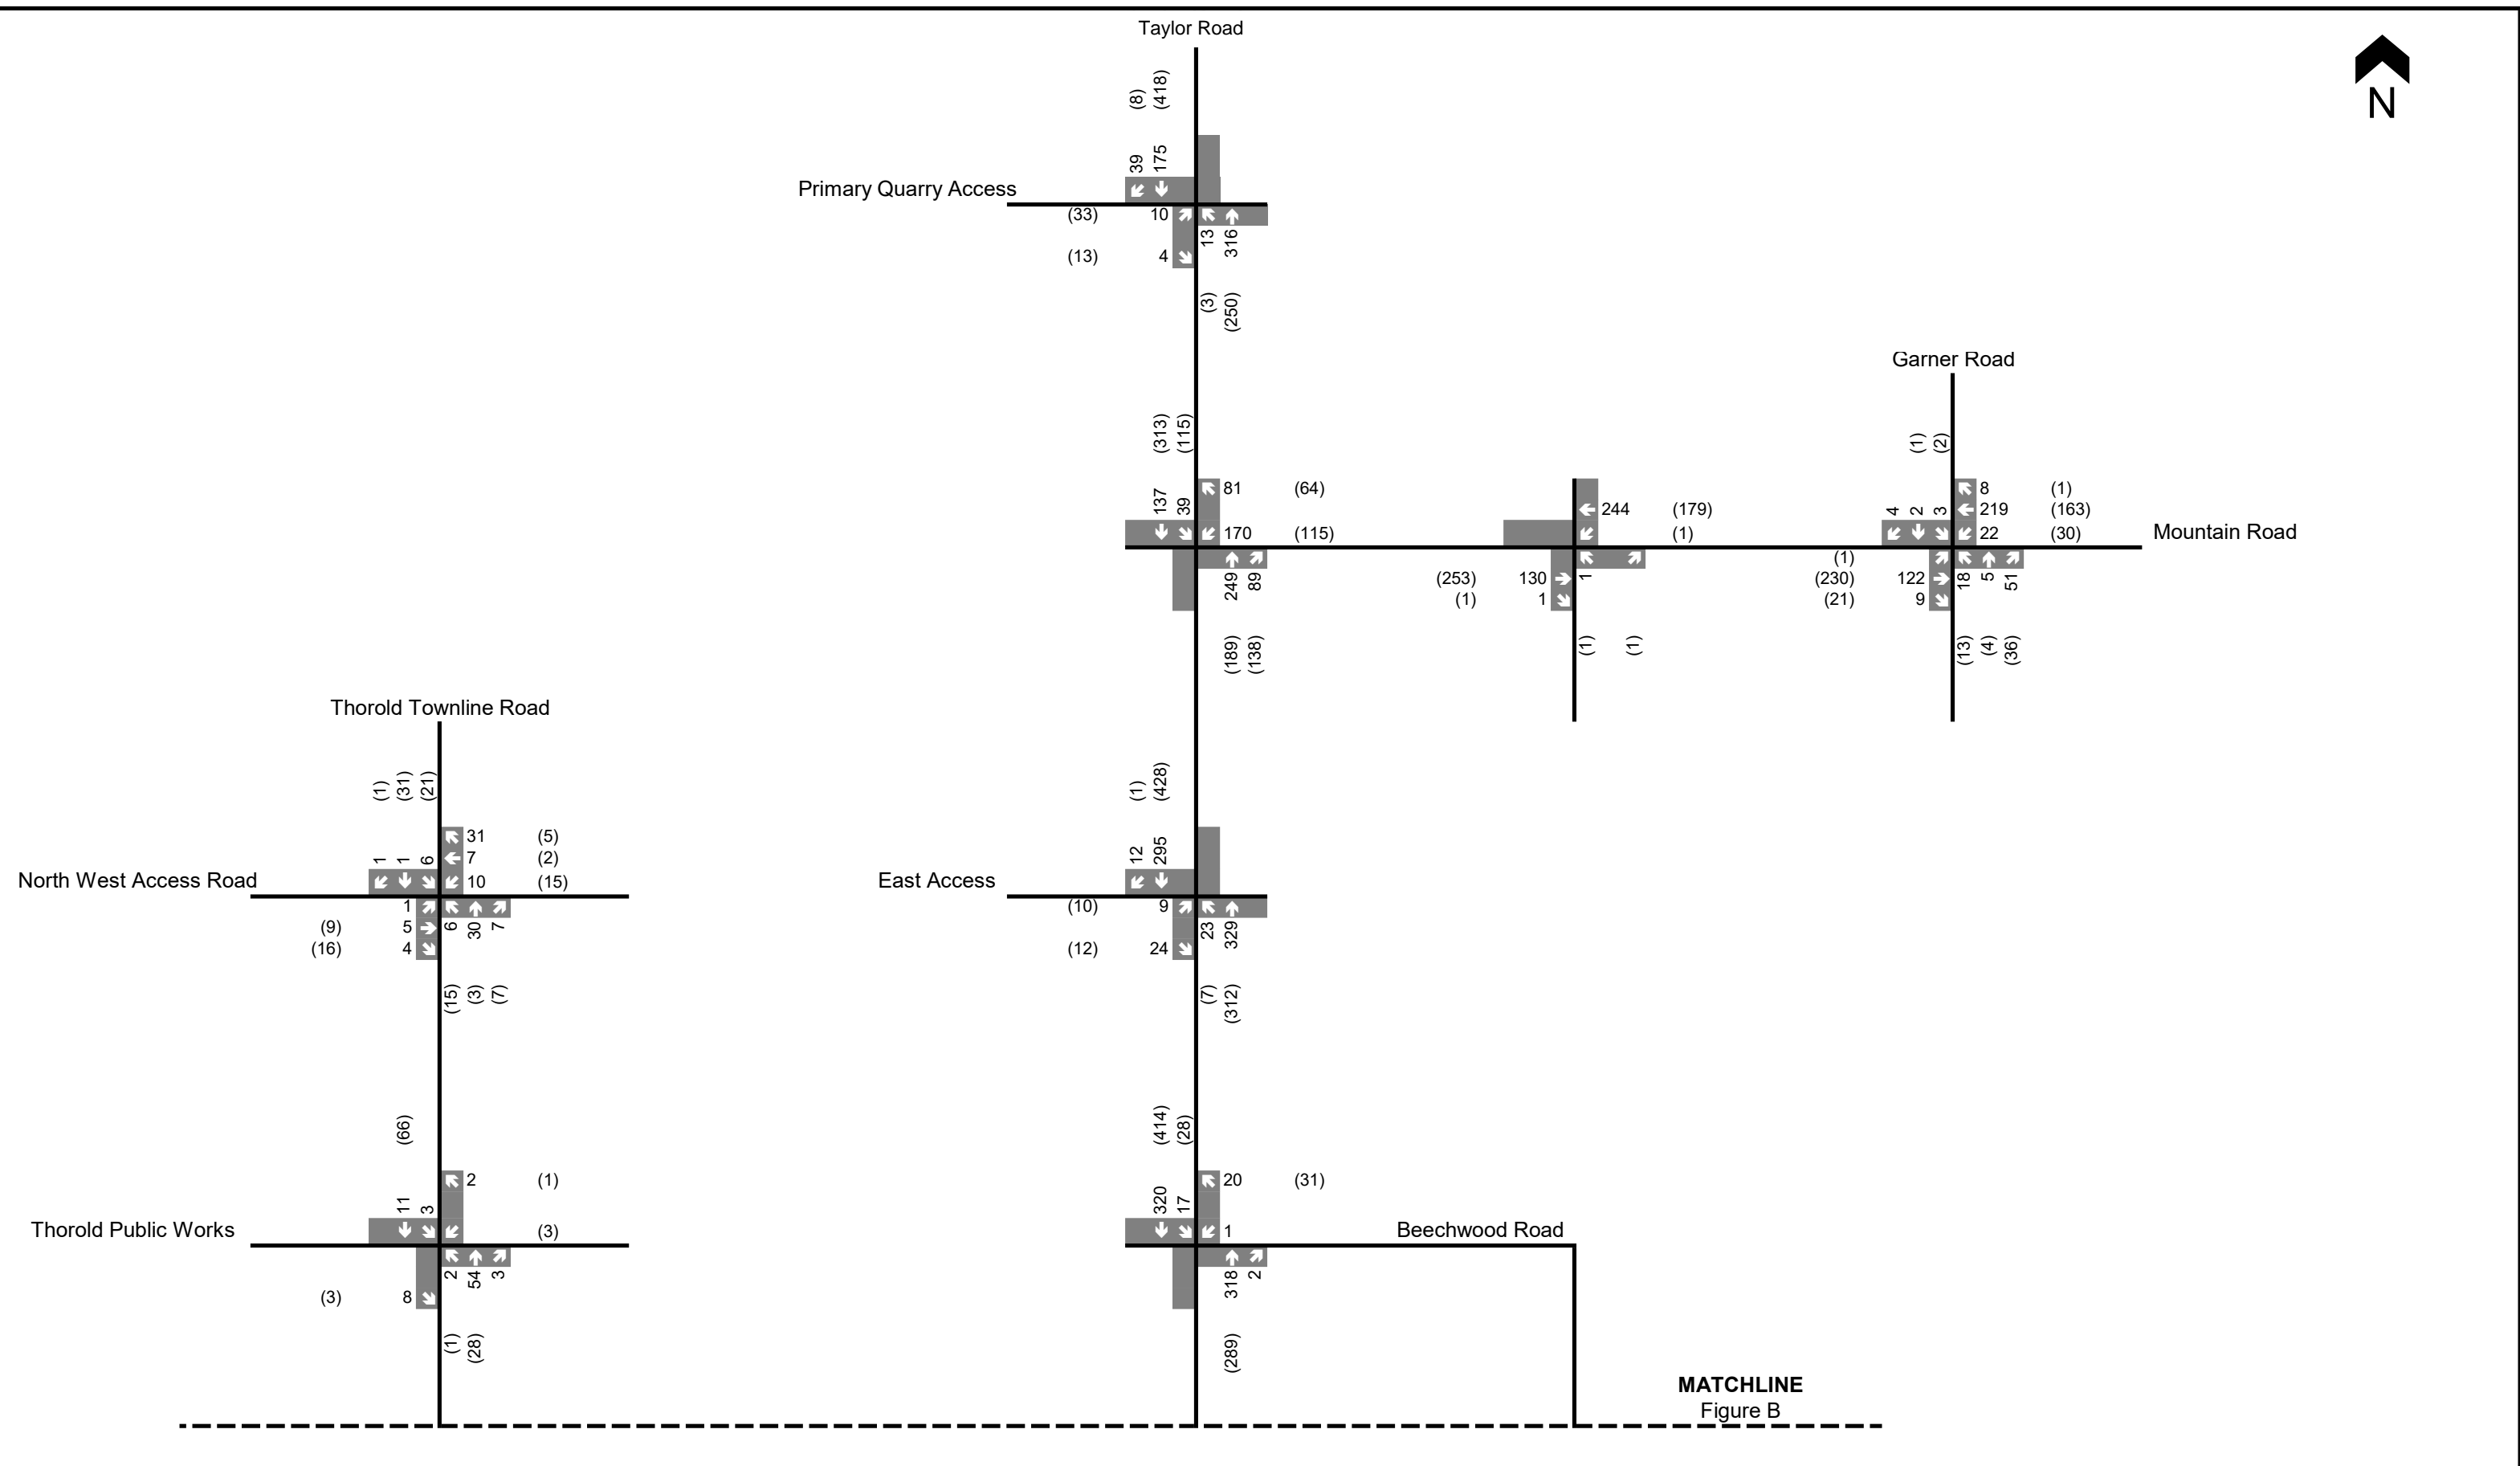 Taylor Road
N
(8) (418)
39 175
Primary Quarry Access
(33) 10
13 316
(13) 4
(3) (250)
Garner Road
(313) (115)
(1) (2)
137 39
81 (64)
170 (115)
249 89
(189) (138)
244 (179)
(1)
(253) 130
1
(1) 1
(1) (1)
4 2 3
8 (1)
219 (163)
22 (30)
Mountain Road
(1)
(230) 122
(21) 9
18 5 51
(13) (4) (36)
Thorold Townline Road
(1) (31) (21)
1 1 6
31 (5)
7 (2)
10 (15)
North West Access Road
1
(9) 5
(16) 4
6 30 7
(15) (3) (7)
(1) (428)
12 295
East Access
(10) 9
23 329
(12) 24
(7) (312)
(66)
11 3
2 (1)
Thorold Public Works
(3)
2 54 3
(3) 8
(1) (28)
(414) (28)
320 17
20 (31)
1
Beechwood Road
318 2
(289)
MATCHLINE
Figure B